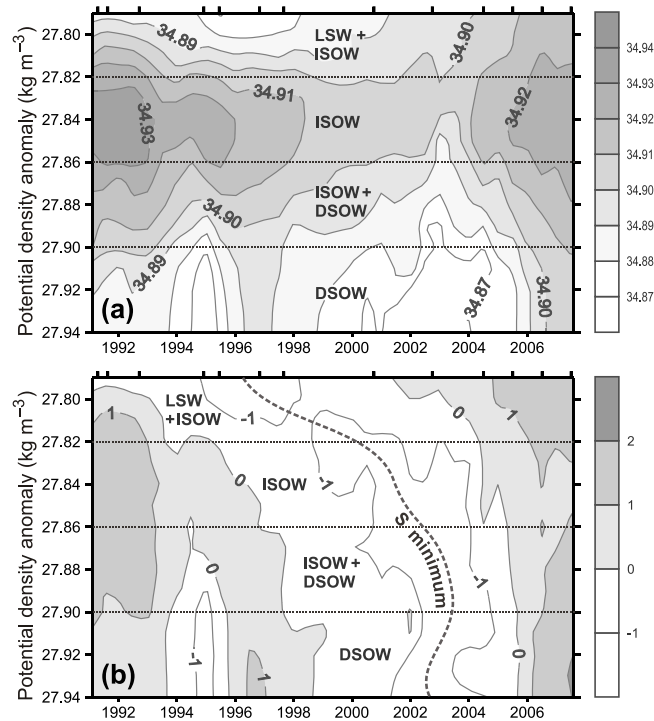 27.80
27.82
27.84
27.86
27.88
27.90
27.92
27.94
Potential density anomaly (kg m⁻³)
34.89
LSW +
ISOW
34.90
34.91
34.93
ISOW
34.92
ISOW +
DSOW
34.90
34.89
DSOW
34.87
34.90
(a)
1992 1994 1996 1998 2000 2002 2004 2006
34.94
34.93
34.92
34.91
34.90
34.89
34.88
34.87
27.80
27.82
27.84
27.86
27.88
27.90
27.92
27.94
Potential density anomaly (kg m⁻³)
1
LSW
+ISOW
-1
0
1
0
ISOW
-1
S minimum
0
ISOW +
DSOW
-1
-1
1
DSOW
0
(b)
1992 1994 1996 1998 2000 2002 2004 2006
2
1
0
-1